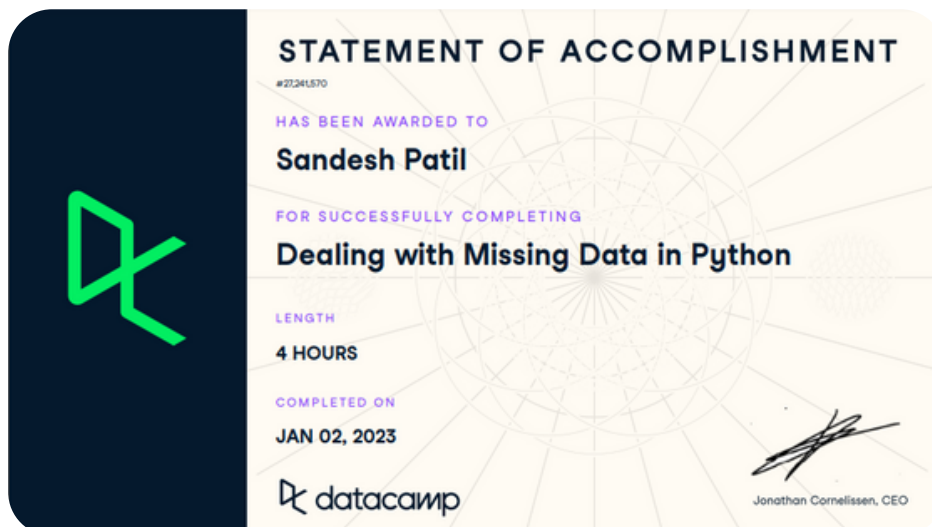 STATEMENT OF ACCOMPLISHMENT
#27,241,570
HAS BEEN AWARDED TO
Sandesh Patil
FOR SUCCESSFULLY COMPLETING
Dealing with Missing Data in Python
LENGTH
4 HOURS
COMPLETED ON
JAN 02, 2023
datacamp
Jonathan Cornelissen, CEO